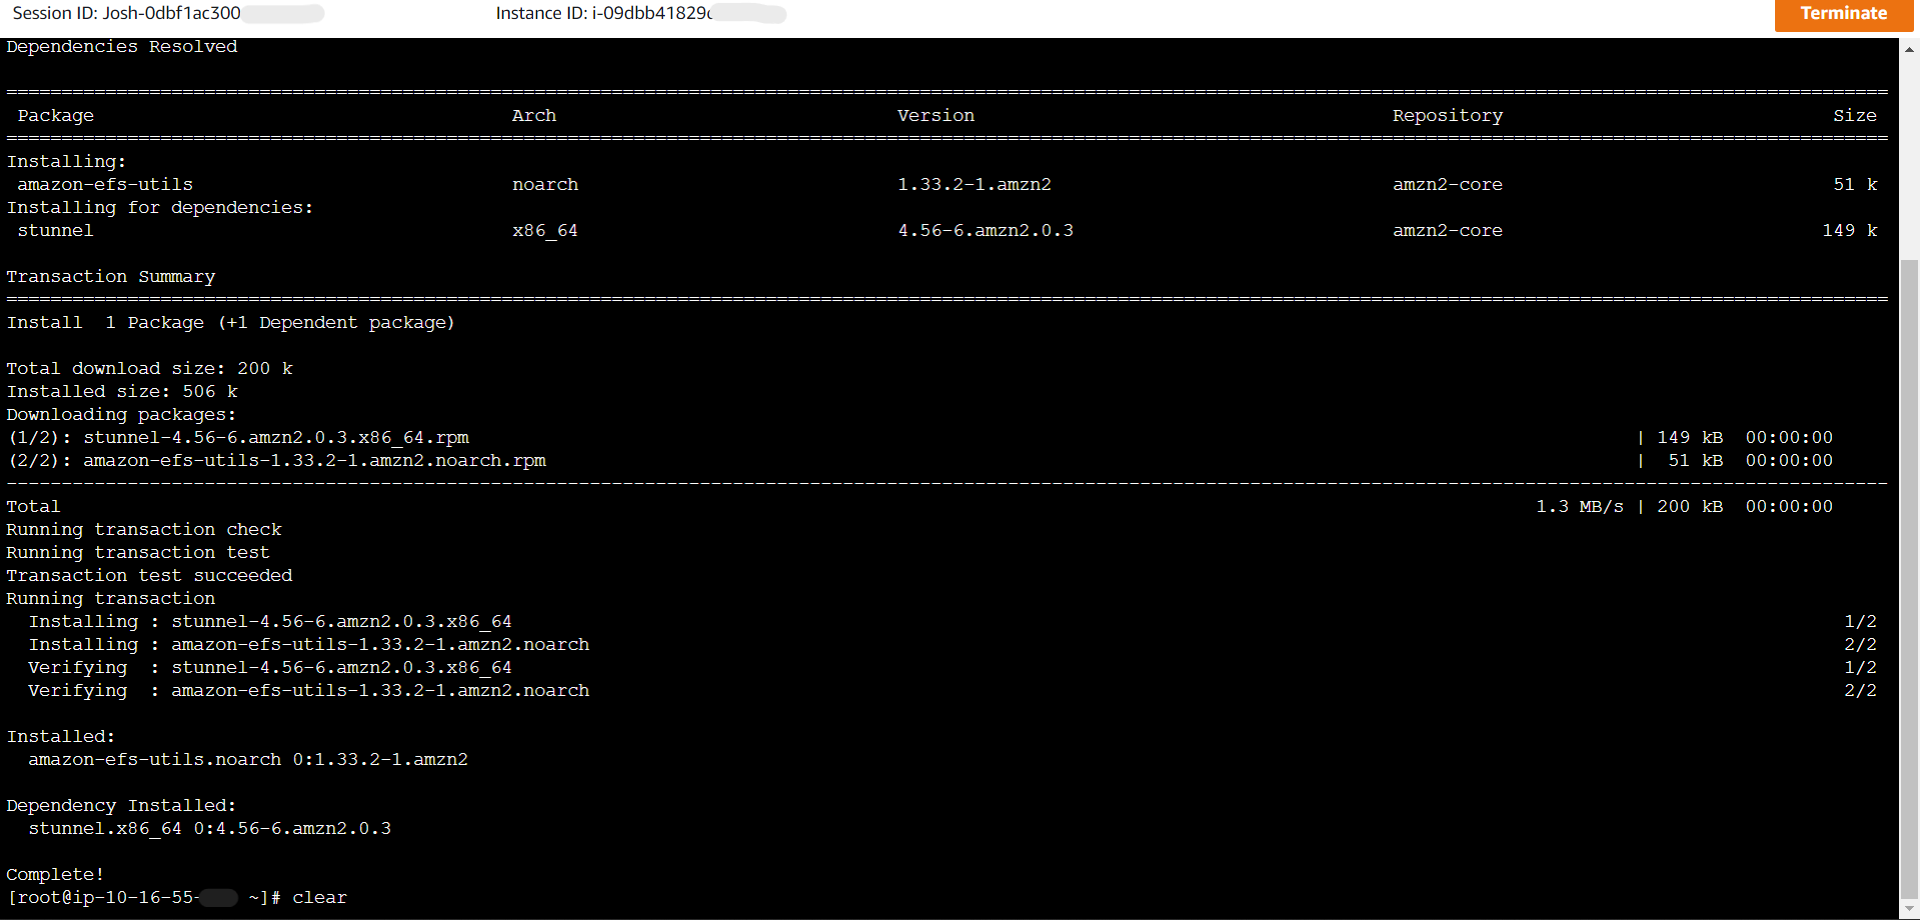 Session ID: Josh-0dbf1ac300 Instance ID: i-09dbb41829 Terminate
Dependencies Resolved
================================================================================
Package Arch Version Repository Size
================================================================================
Installing:
amazon-efs-utils noarch 1.33.2-1.amzn2 amzn2-core 51 k
Installing for dependencies:
stunnel x86_64 4.56-6.amzn2.0.3 amzn2-core 149 k
Transaction Summary
================================================================================
Install 1 Package (+1 Dependent package)
Total download size: 200 k
Installed size: 506 k
Downloading packages:
(1/2): stunnel-4.56-6.amzn2.0.3.x86_64.rpm | 149 kB 00:00:00
(2/2): amazon-efs-utils-1.33.2-1.amzn2.noarch.rpm | 51 kB 00:00:00
--------------------------------------------------------------------------------
Total 1.3 MB/s | 200 kB 00:00:00
Running transaction check
Running transaction test
Transaction test succeeded
Running transaction
Installing : stunnel-4.56-6.amzn2.0.3.x86_64 1/2
Installing : amazon-efs-utils-1.33.2-1.amzn2.noarch 2/2
Verifying : stunnel-4.56-6.amzn2.0.3.x86_64 1/2
Verifying : amazon-efs-utils-1.33.2-1.amzn2.noarch 2/2
Installed:
amazon-efs-utils.noarch 0:1.33.2-1.amzn2
Dependency Installed:
stunnel.x86_64 0:4.56-6.amzn2.0.3
Complete!
[root@ip-10-16-55- ~]# clear